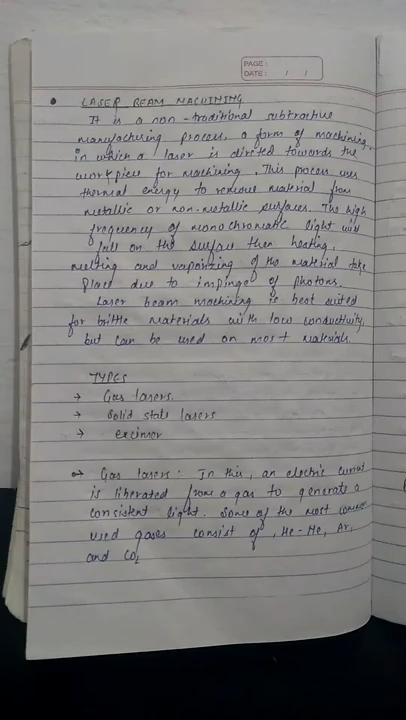 PAGE :
DATE : / /
• LASER BEAM MACHINING
It is a non-traditional subtractive
manufacturing process, a form of machining,
in which a laser is directed towards the
work piece for machining. This process uses
thermal energy to remove material from
metallic or non-metallic surfaces. The high
frequency of monochromatic light will
fall on the surface then heating,
melting and vaporizing of the material take
place due to impinge of photons.
Laser beam machining is best suited
for brittle materials with low conductivity,
but can be used on most materials.
TYPES
→ Gas lasers.
→ Solid state lasers
→ excimer
⇒ Gas lasers: In this, an electric current
is liberated from a gas to generate a
consistent light. Some of the most common
used gases consist of, He-Ne, Ar,
and CO2